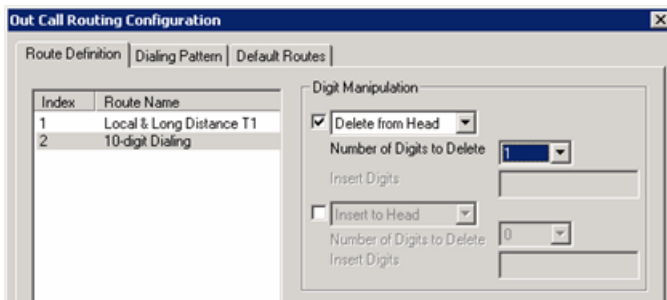 Out Call Routing Configuration
Route Definition Dialing Pattern Default Routes
Index Route Name
1 Local & Long Distance T1
2 10-digit Dialing
Digit Manipulation
Delete from Head
Number of Digits to Delete 1
Insert Digits
Insert to Head
Number of Digits to Delete 0
Insert Digits